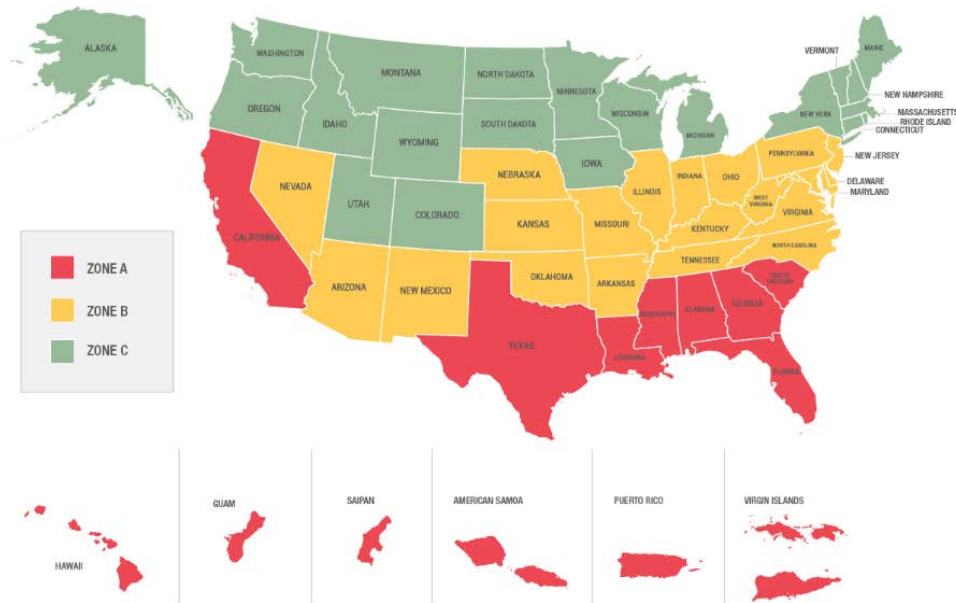 ALASKA
WASHINGTON
OREGON
IDAHO
MONTANA
WYOMING
NORTH DAKOTA
SOUTH DAKOTA
MINNESOTA
WISCONSIN
MICHIGAN
IOWA
VERMONT
MAINE
NEW YORK
NEW HAMPSHIRE
MASSACHUSETTS
RHODE ISLAND
CONNECTICUT
NEW JERSEY
DELAWARE
MARYLAND
PENNSYLVANIA
CALIFORNIA
NEVADA
UTAH
COLORADO
NEBRASKA
KANSAS
ILLINOIS
INDIANA
OHIO
WEST
VIRGINIA
VIRGINIA
MISSOURI
KENTUCKY
TENNESSEE
NORTH CAROLINA
SOUTH
CAROLINA
ARIZONA
NEW MEXICO
OKLAHOMA
ARKANSAS
TEXAS
LOUISIANA
MISSISSIPPI
ALABAMA
GEORGIA
FLORIDA
ZONE A
ZONE B
ZONE C
HAWAII
GUAM
SAIPAN
AMERICAN SAMOA
PUERTO RICO
VIRGIN ISLANDS